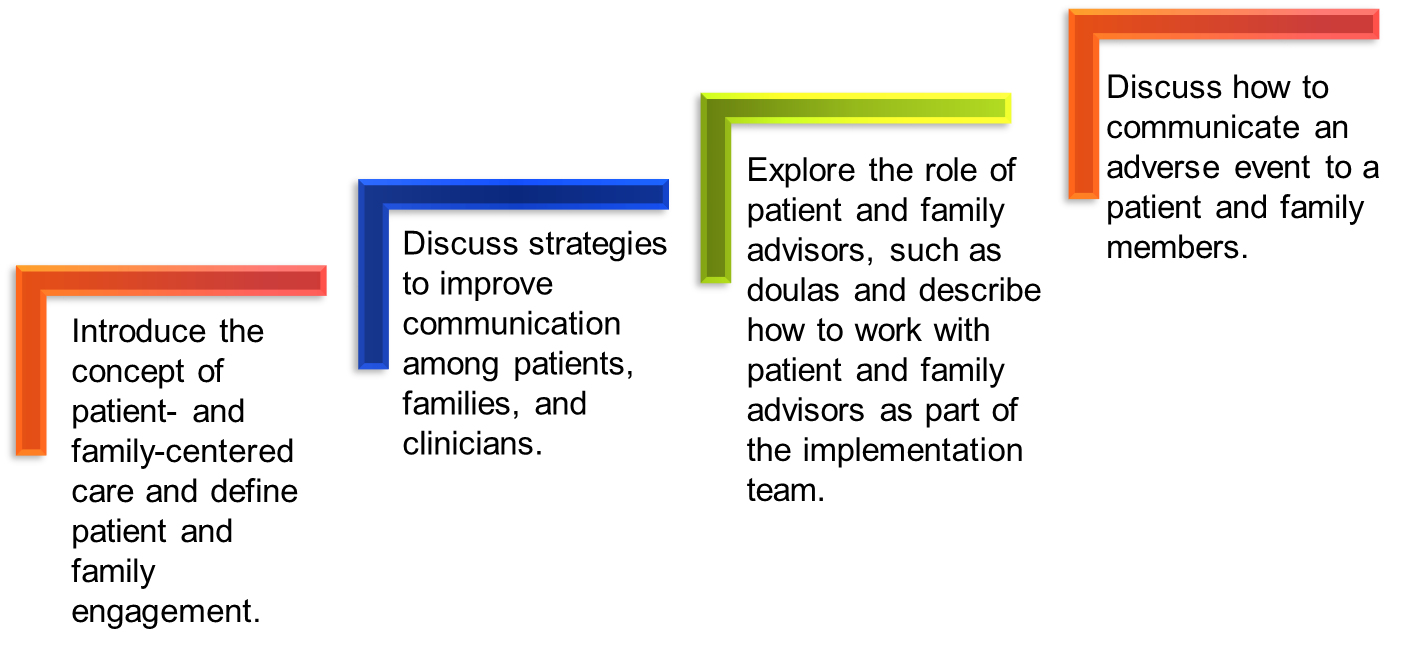 Introduce the
concept of
patient- and
family-centered
care and define
patient and
family
engagement.
Discuss strategies
to improve
communication
among patients,
families, and
clinicians.
Explore the role of
patient and family
advisors, such as
doulas and describe
how to work with
patient and family
advisors as part of
the implementation
team.
Discuss how to
communicate an
adverse event to a
patient and family
members.